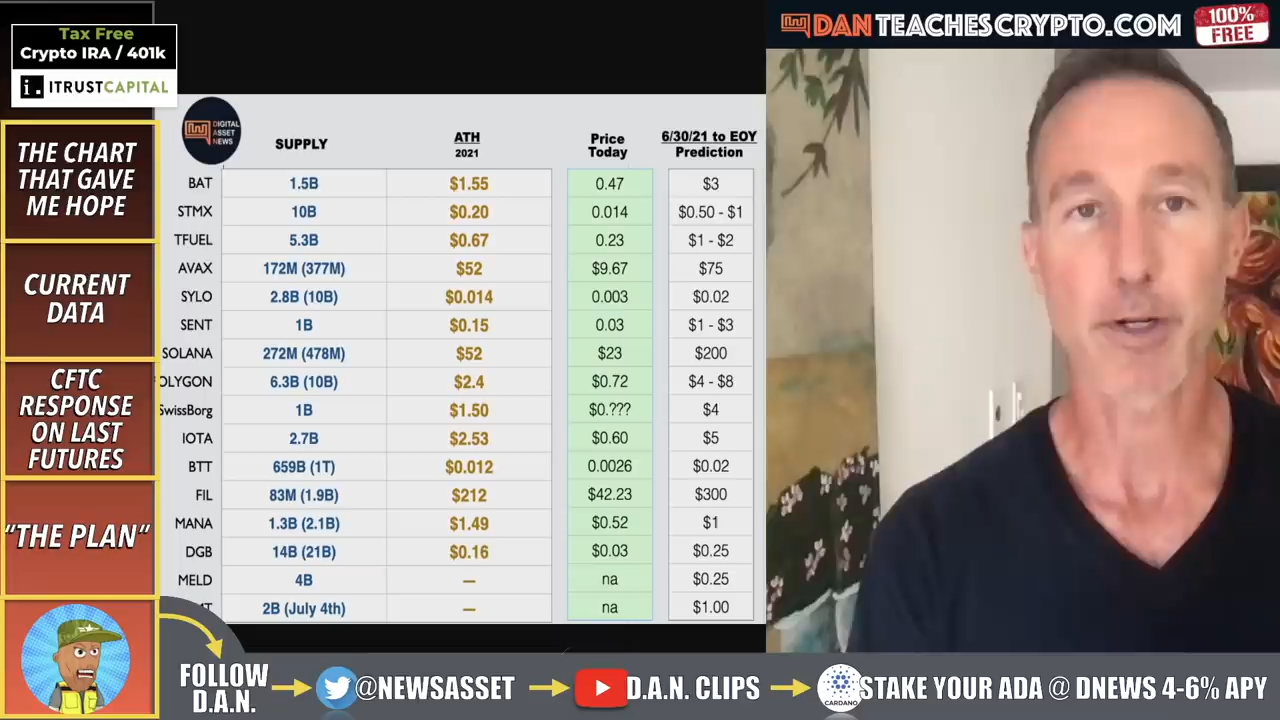 Tax Free
Crypto IRA / 401k
i. ITRUSTCAPITAL
THE CHART
THAT GAVE
ME HOPE
CURRENT
DATA
CFTC
RESPONSE
ON LAST
FUTURES
"THE PLAN"
DIGITAL
ASSET
NEWS
SUPPLY
ATH
2021
Price
Today
6/30/21 to EOY
Prediction
BAT 1.5B $1.55 0.47 $3
STMX 10B $0.20 0.014 $0.50 - $1
TFUEL 5.3B $0.67 0.23 $1 - $2
AVAX 172M (377M) $52 $9.67 $75
SYLO 2.8B (10B) $0.014 0.003 $0.02
SENT 1B $0.15 0.03 $1 - $3
SOLANA 272M (478M) $52 $23 $200
OLYGON 6.3B (10B) $2.4 $0.72 $4 - $8
SwissBorg 1B $1.50 $0.??? $4
IOTA 2.7B $2.53 $0.60 $5
BTT 659B (1T) $0.012 0.0026 $0.02
FIL 83M (1.9B) $212 $42.23 $300
MANA 1.3B (2.1B) $1.49 $0.52 $1
DGB 14B (21B) $0.16 $0.03 $0.25
MELD 4B — na $0.25
2B (July 4th) — na $1.00
DANTEACHESCRYPTO.COM
100%
FREE
FOLLOW
D.A.N.
@NEWSASSET
D.A.N. CLIPS
CARDANO
STAKE YOUR ADA @ DNEWS 4-6% APY